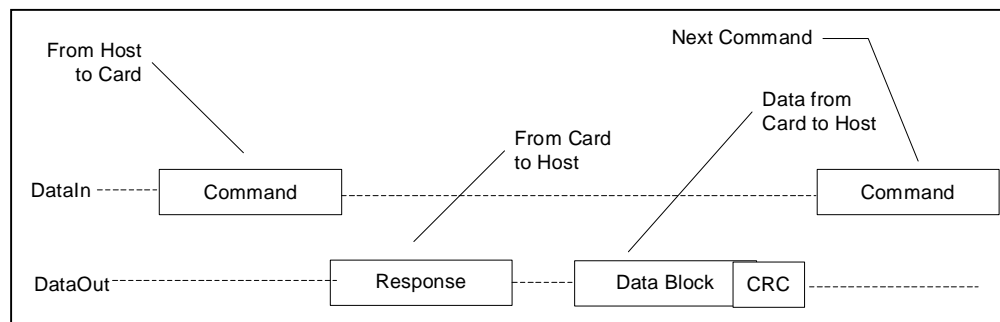 From Host
to Card
Next Command
Data from
Card to Host
From Card
to Host
DataIn
Command
Command
DataOut
Response
Data Block
CRC